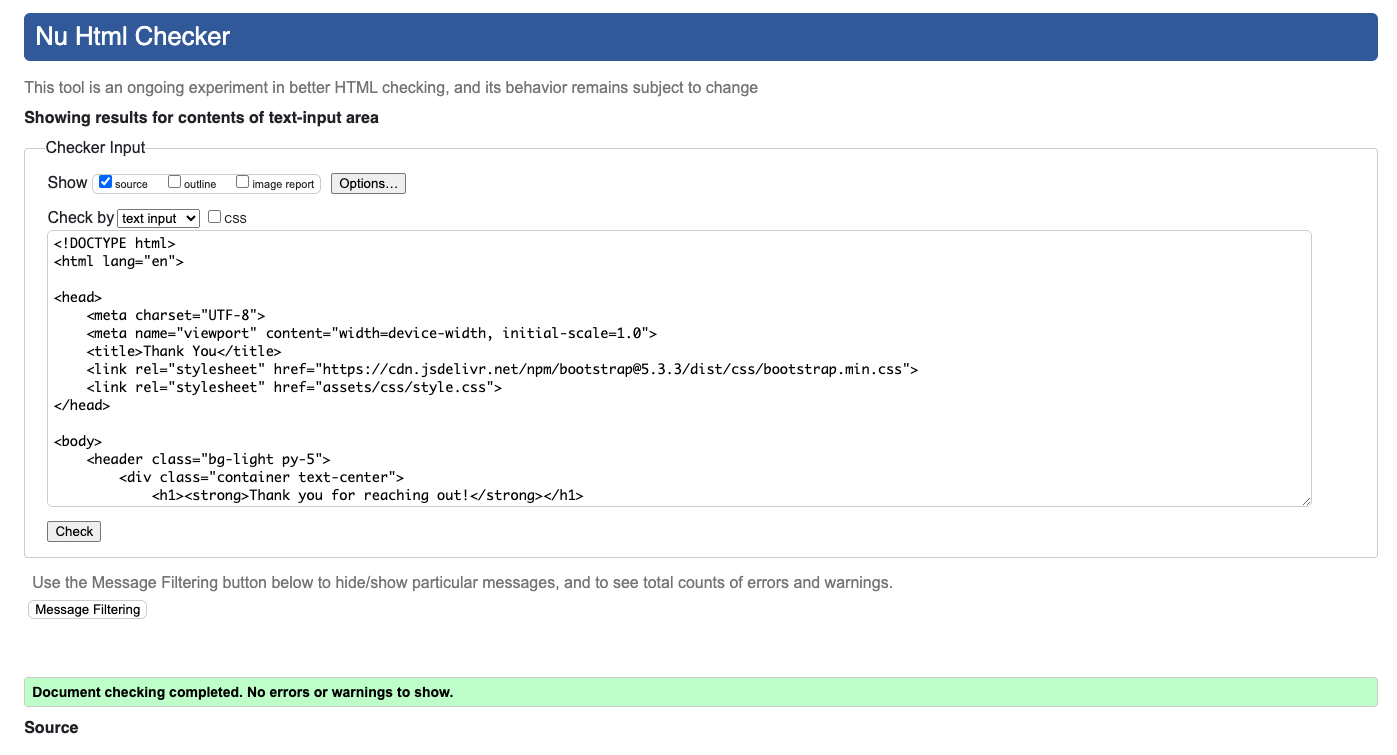 Nu Html Checker
This tool is an ongoing experiment in better HTML checking, and its behavior remains subject to change
Showing results for contents of text-input area
Checker Input
Show source outline image report Options...
Check by text input CSS
<!DOCTYPE html>
<html lang="en">
<head>
    <meta charset="UTF-8">
    <meta name="viewport" content="width=device-width, initial-scale=1.0">
    <title>Thank You</title>
    <link rel="stylesheet" href="https://cdn.jsdelivr.net/npm/bootstrap@5.3.3/dist/css/bootstrap.min.css">
    <link rel="stylesheet" href="assets/css/style.css">
</head>
<body>
    <header class="bg-light py-5">
        <div class="container text-center">
            <h1><strong>Thank you for reaching out!</strong></h1>
Check
Use the Message Filtering button below to hide/show particular messages, and to see total counts of errors and warnings.
Message Filtering
Document checking completed. No errors or warnings to show.
Source